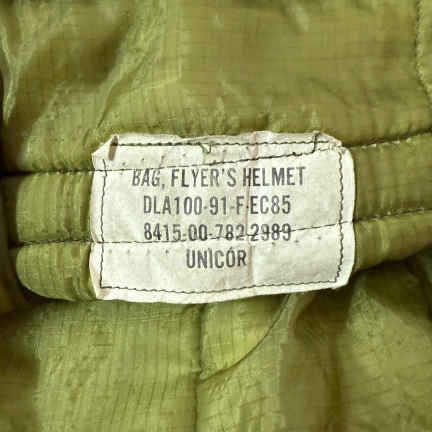 BAG, FLYER'S HELMET
DLA100-91-F-EC85
8415-00-782-2989
UNICOR